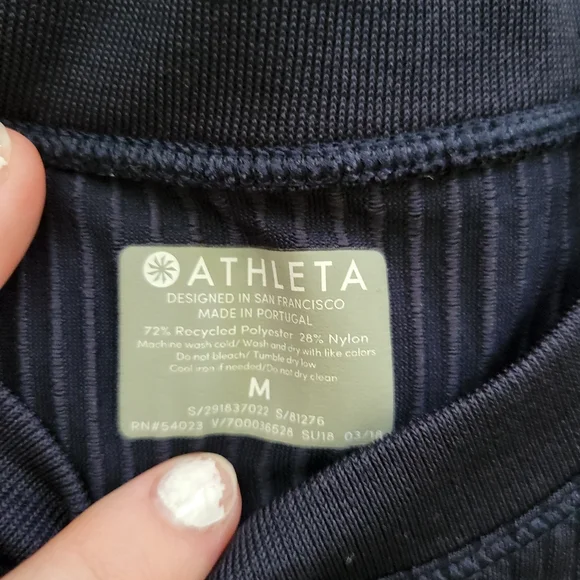 ATHLETA
DESIGNED IN SAN FRANCISCO
MADE IN PORTUGAL
72% Recycled Polyester 28% Nylon
Machine wash cold/ Wash and dry with like colors
Do not bleach/ Tumble dry low
Cool iron if needed/Do not dry clean
M
S/291837022 S/81276
RN#54023 V/700036528 SU18 03/18